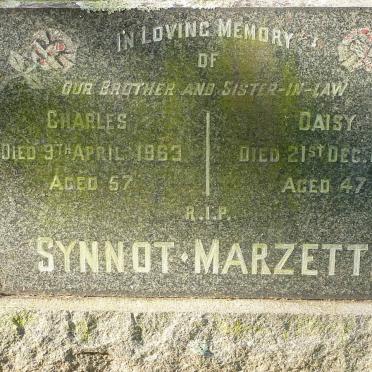 IN LOVING MEMORY
OF
OUR BROTHER AND SISTER-IN-LAW
CHARLES DAISY
DIED 9TH APRIL 1963 DIED 21ST DEC.
AGED 57 AGED 47
R.I.P.
SYNNOT·MARZETT